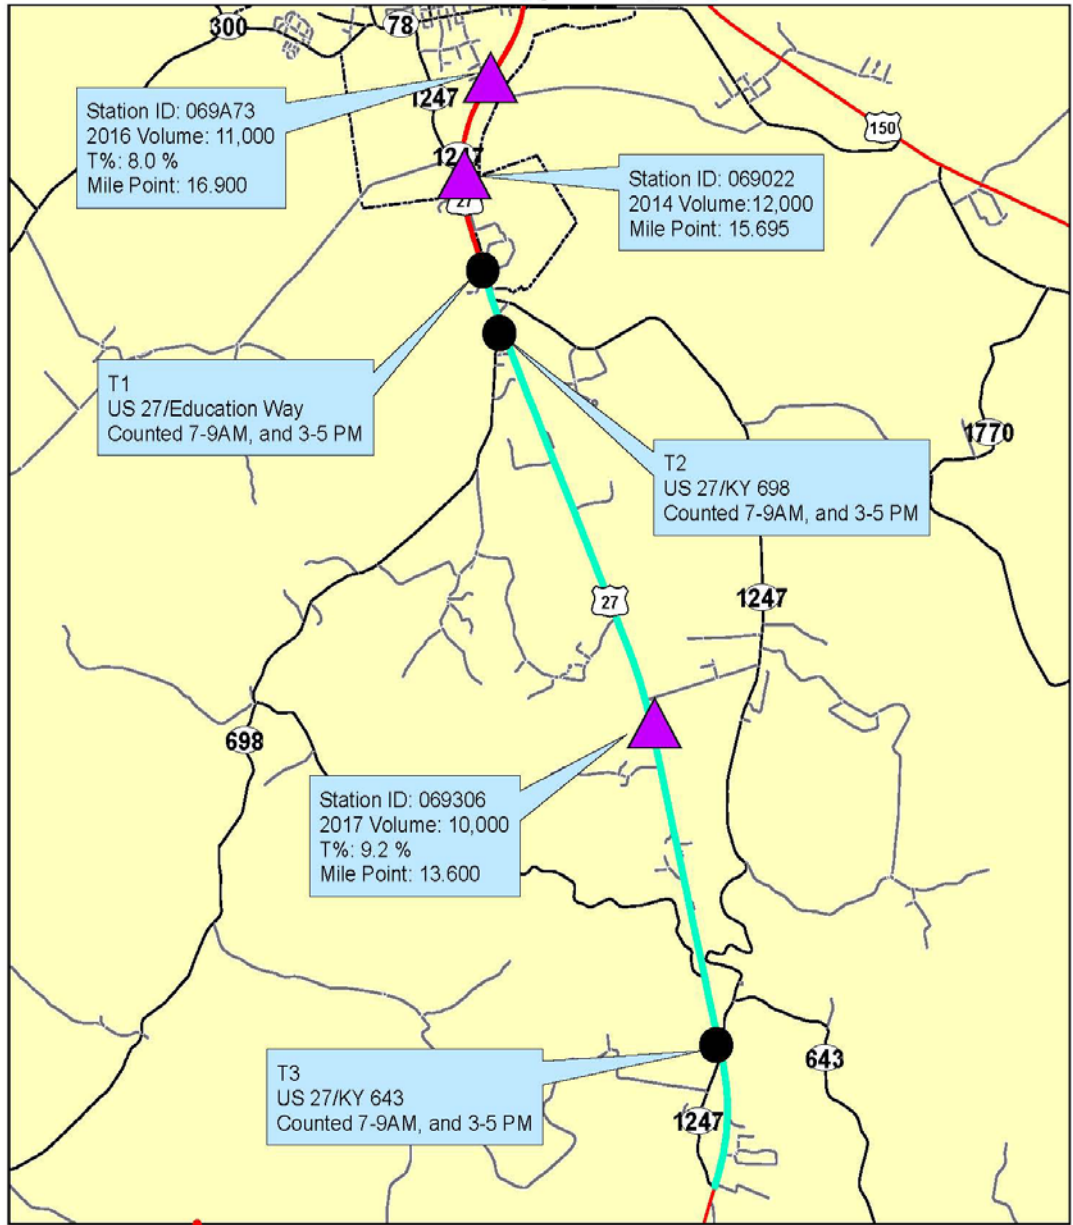 300
78
1247
150
Station ID: 069A73
2016 Volume: 11,000
T%: 8.0 %
Mile Point: 16.900
1247
27
Station ID: 069022
2014 Volume:12,000
Mile Point: 15.695
T1
US 27/Education Way
Counted 7-9AM, and 3-5 PM
1770
T2
US 27/KY 698
Counted 7-9AM, and 3-5 PM
27
1247
698
Station ID: 069306
2017 Volume: 10,000
T%: 9.2 %
Mile Point: 13.600
T3
US 27/KY 643
Counted 7-9AM, and 3-5 PM
643
1247